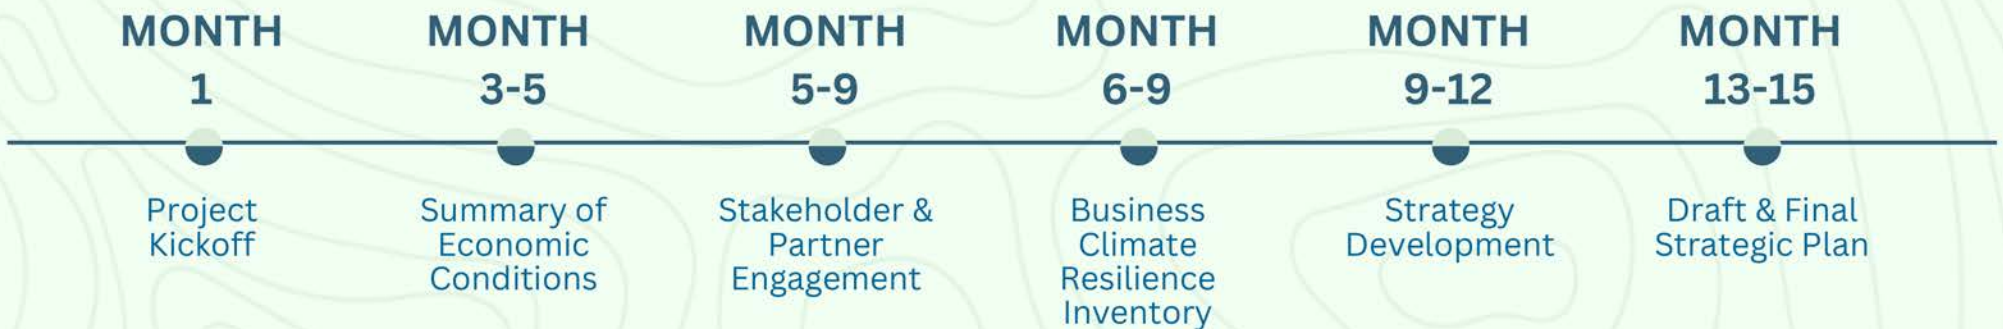 MONTH
1
MONTH
3-5
MONTH
5-9
MONTH
6-9
MONTH
9-12
MONTH
13-15
Project
Kickoff
Summary of
Economic
Conditions
Stakeholder &
Partner
Engagement
Business
Climate
Resilience
Inventory
Strategy
Development
Draft & Final
Strategic Plan